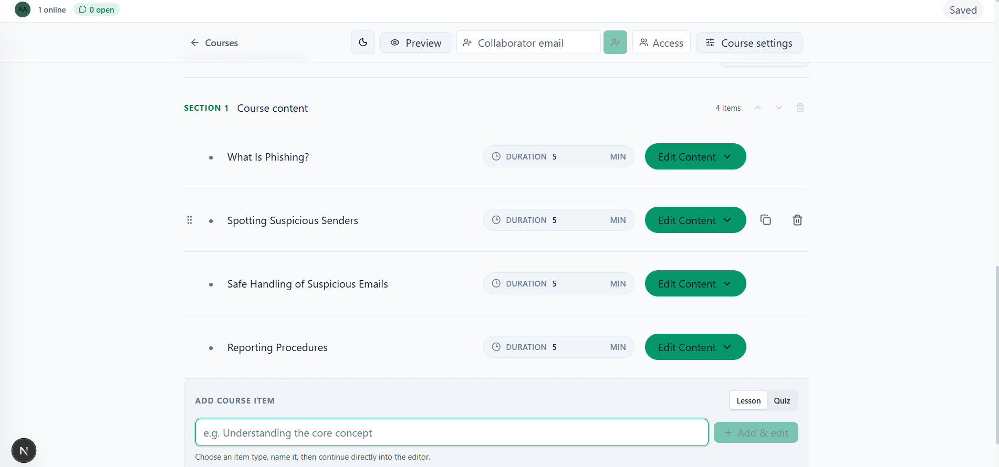 AA 1 online 0 open Saved
Courses Preview Collaborator email Access Course settings
SECTION 1 Course content 4 items
What Is Phishing? DURATION 5 MIN Edit Content
Spotting Suspicious Senders DURATION 5 MIN Edit Content
Safe Handling of Suspicious Emails DURATION 5 MIN Edit Content
Reporting Procedures DURATION 5 MIN Edit Content
ADD COURSE ITEM Lesson Quiz
e.g. Understanding the core concept + Add & edit
Choose an item type, name it, then continue directly into the editor.
N